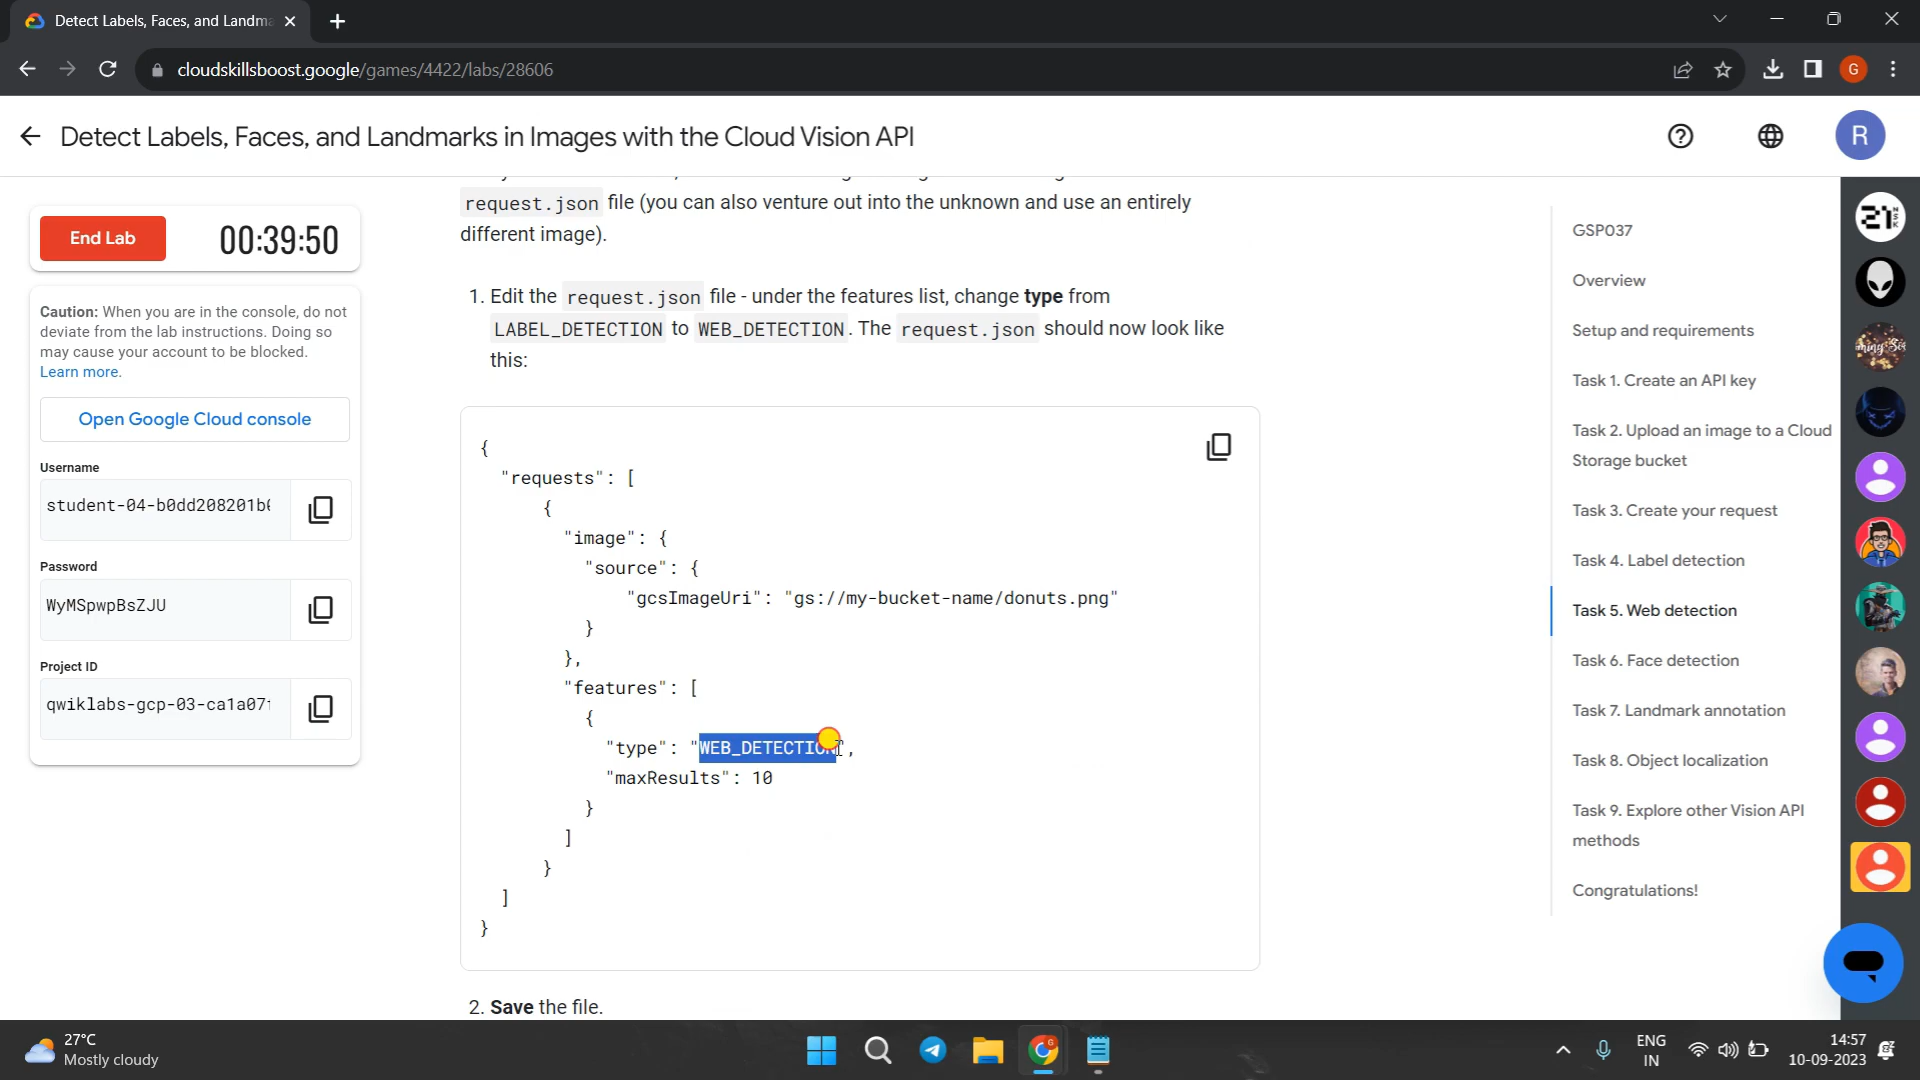 Detect Labels, Faces, and Landma
cloudskillsboost.google/games/4422/labs/28606
G
Detect Labels, Faces, and Landmarks in Images with the Cloud Vision API
R
End Lab
00:39:50
Caution: When you are in the console, do not
deviate from the lab instructions. Doing so
may cause your account to be blocked.
Learn more.
Open Google Cloud console
Username
student-04-b0dd208201b
Password
WyMSpwpBsZJU
Project ID
qwiklabs-gcp-03-ca1a07
request.json file (you can also venture out into the unknown and use an entirely
different image).
1. Edit the request.json file - under the features list, change type from
LABEL_DETECTION to WEB_DETECTION. The request.json should now look like
this:
{
"requests": [
{
"image": {
"source": {
"gcsImageUri": "gs://my-bucket-name/donuts.png"
}
},
"features": [
{
"type": "WEB_DETECTION",
"maxResults": 10
}
]
}
]
}
2. Save the file.
GSP037
Overview
Setup and requirements
Task 1. Create an API key
Task 2. Upload an image to a Cloud
Storage bucket
Task 3. Create your request
Task 4. Label detection
Task 5. Web detection
Task 6. Face detection
Task 7. Landmark annotation
Task 8. Object localization
Task 9. Explore other Vision API
methods
Congratulations!
21
27°C
Mostly cloudy
ENG
IN
14:57
10-09-2023